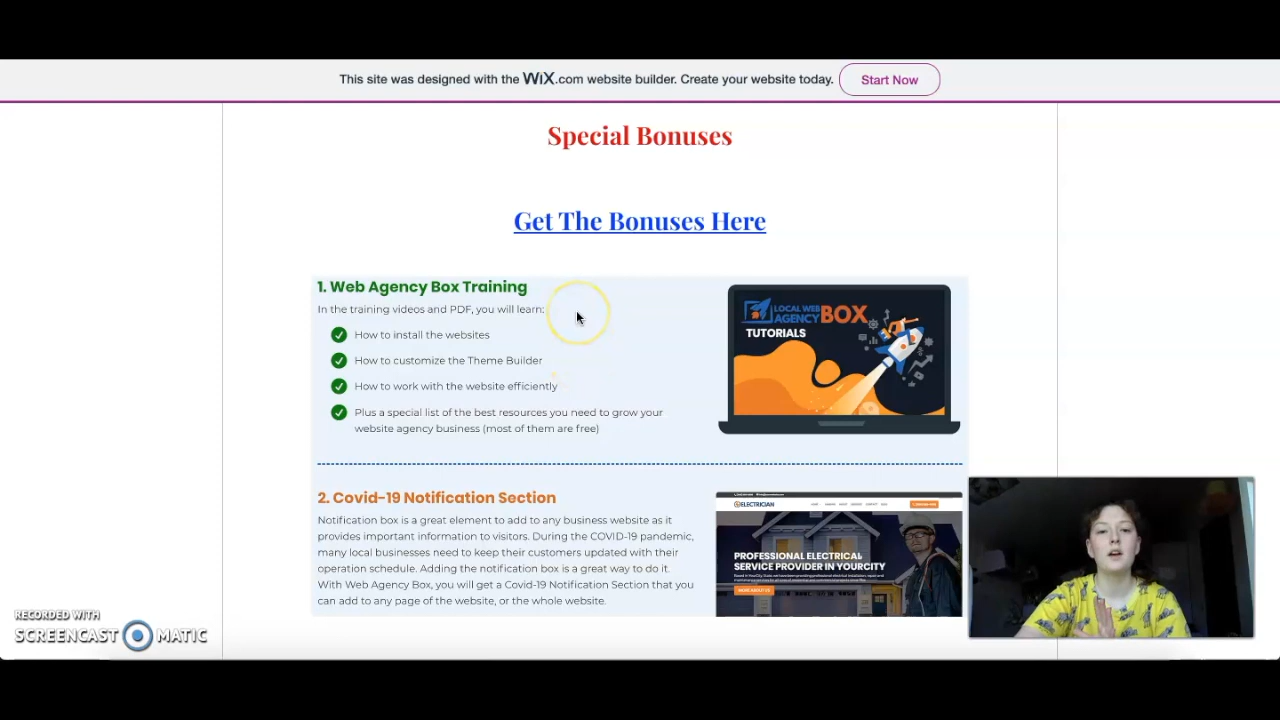 This site was designed with the WiX.com website builder. Create your website today. Start Now
Special Bonuses
Get The Bonuses Here
1. Web Agency Box Training
In the training videos and PDF, you will learn:
How to install the websites
How to customize the Theme Builder
How to work with the website efficiently
Plus a special list of the best resources you need to grow your
website agency business (most of them are free)
LOCAL WEB
AGENCY BOX
TUTORIALS
2. Covid-19 Notification Section
Notification box is a great element to add to any business website as it
provides important information to visitors. During the COVID-19 pandemic,
many local businesses need to keep their customers updated with their
operation schedule. Adding the notification box is a great way to do it.
With Web Agency Box, you will get a Covid-19 Notification Section that you
can add to any page of the website, or the whole website.
ELECTRICIAN
PROFESSIONAL ELECTRICAL
SERVICE PROVIDER IN YOURCITY
MORE ABOUT US
RECORDED WITH
SCREENCAST MATIC